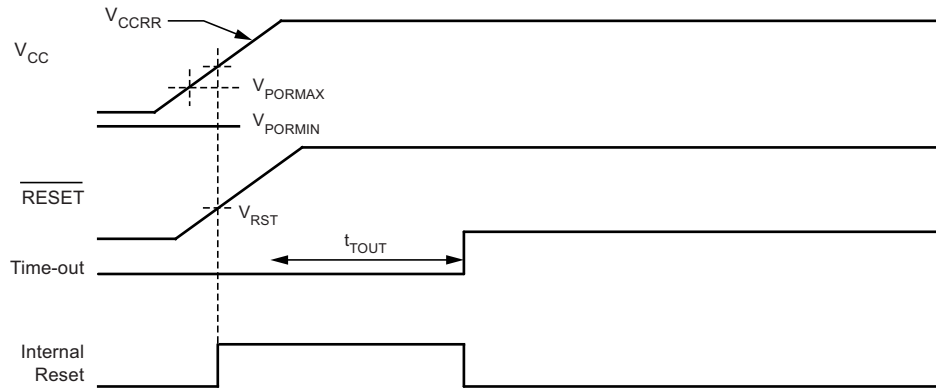 VCCRR
VCC
VPORMAX
VPORMIN
RESET
VRST
tTOUT
Time-out
Internal
Reset